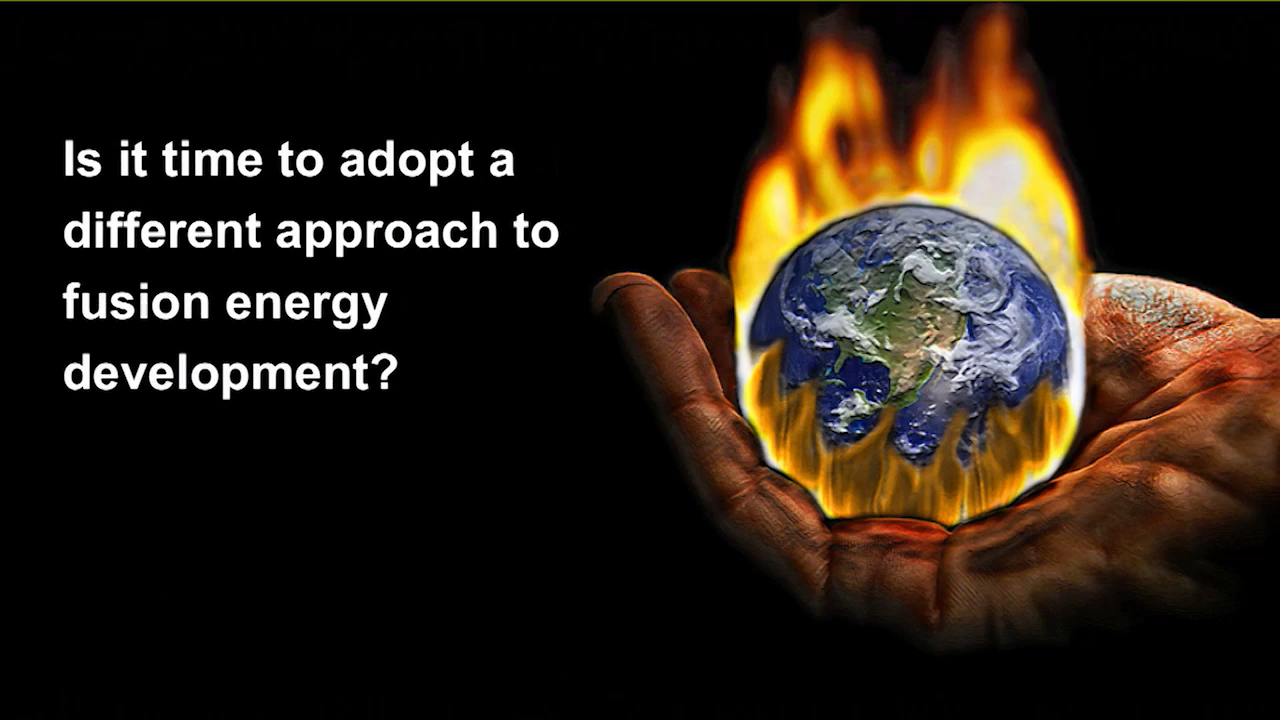 Is it time to adopt a
different approach to
fusion energy
development?